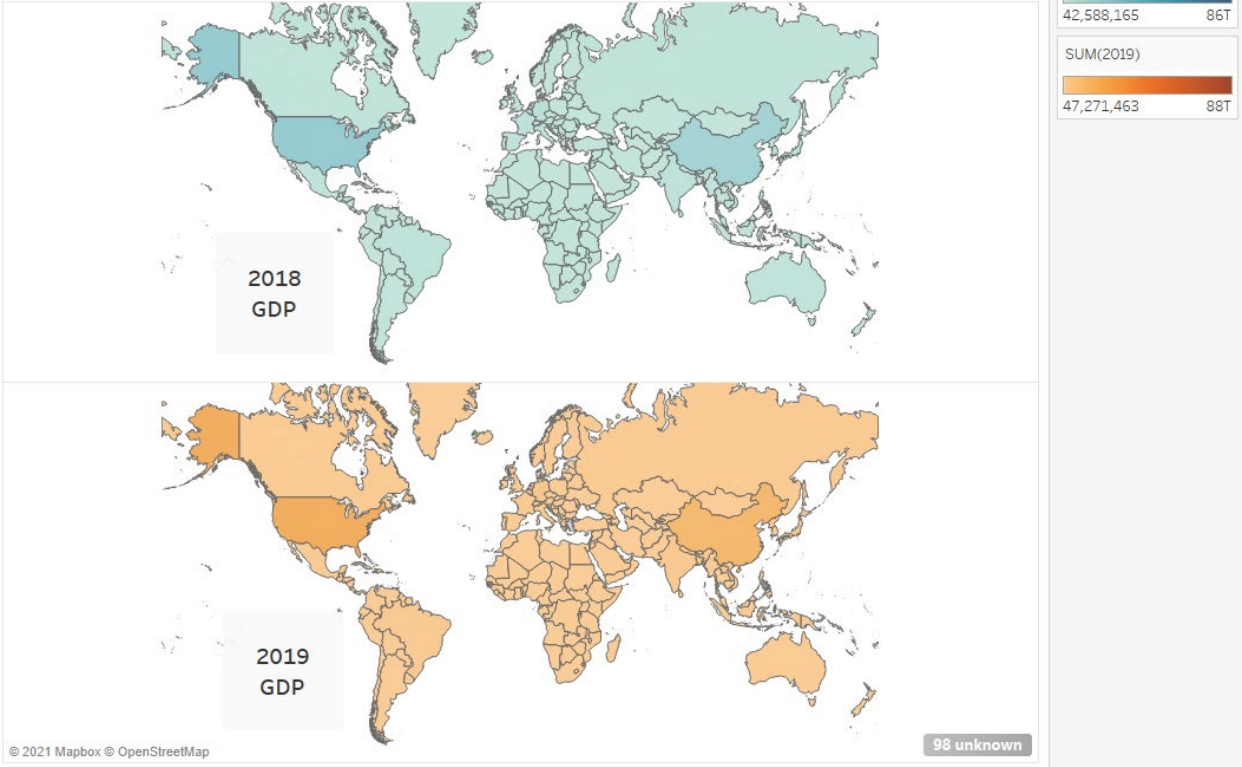 42,588,165 86T
SUM(2019)
47,271,463 88T
2018
GDP
2019
GDP
© 2021 Mapbox © OpenStreetMap
98 unknown